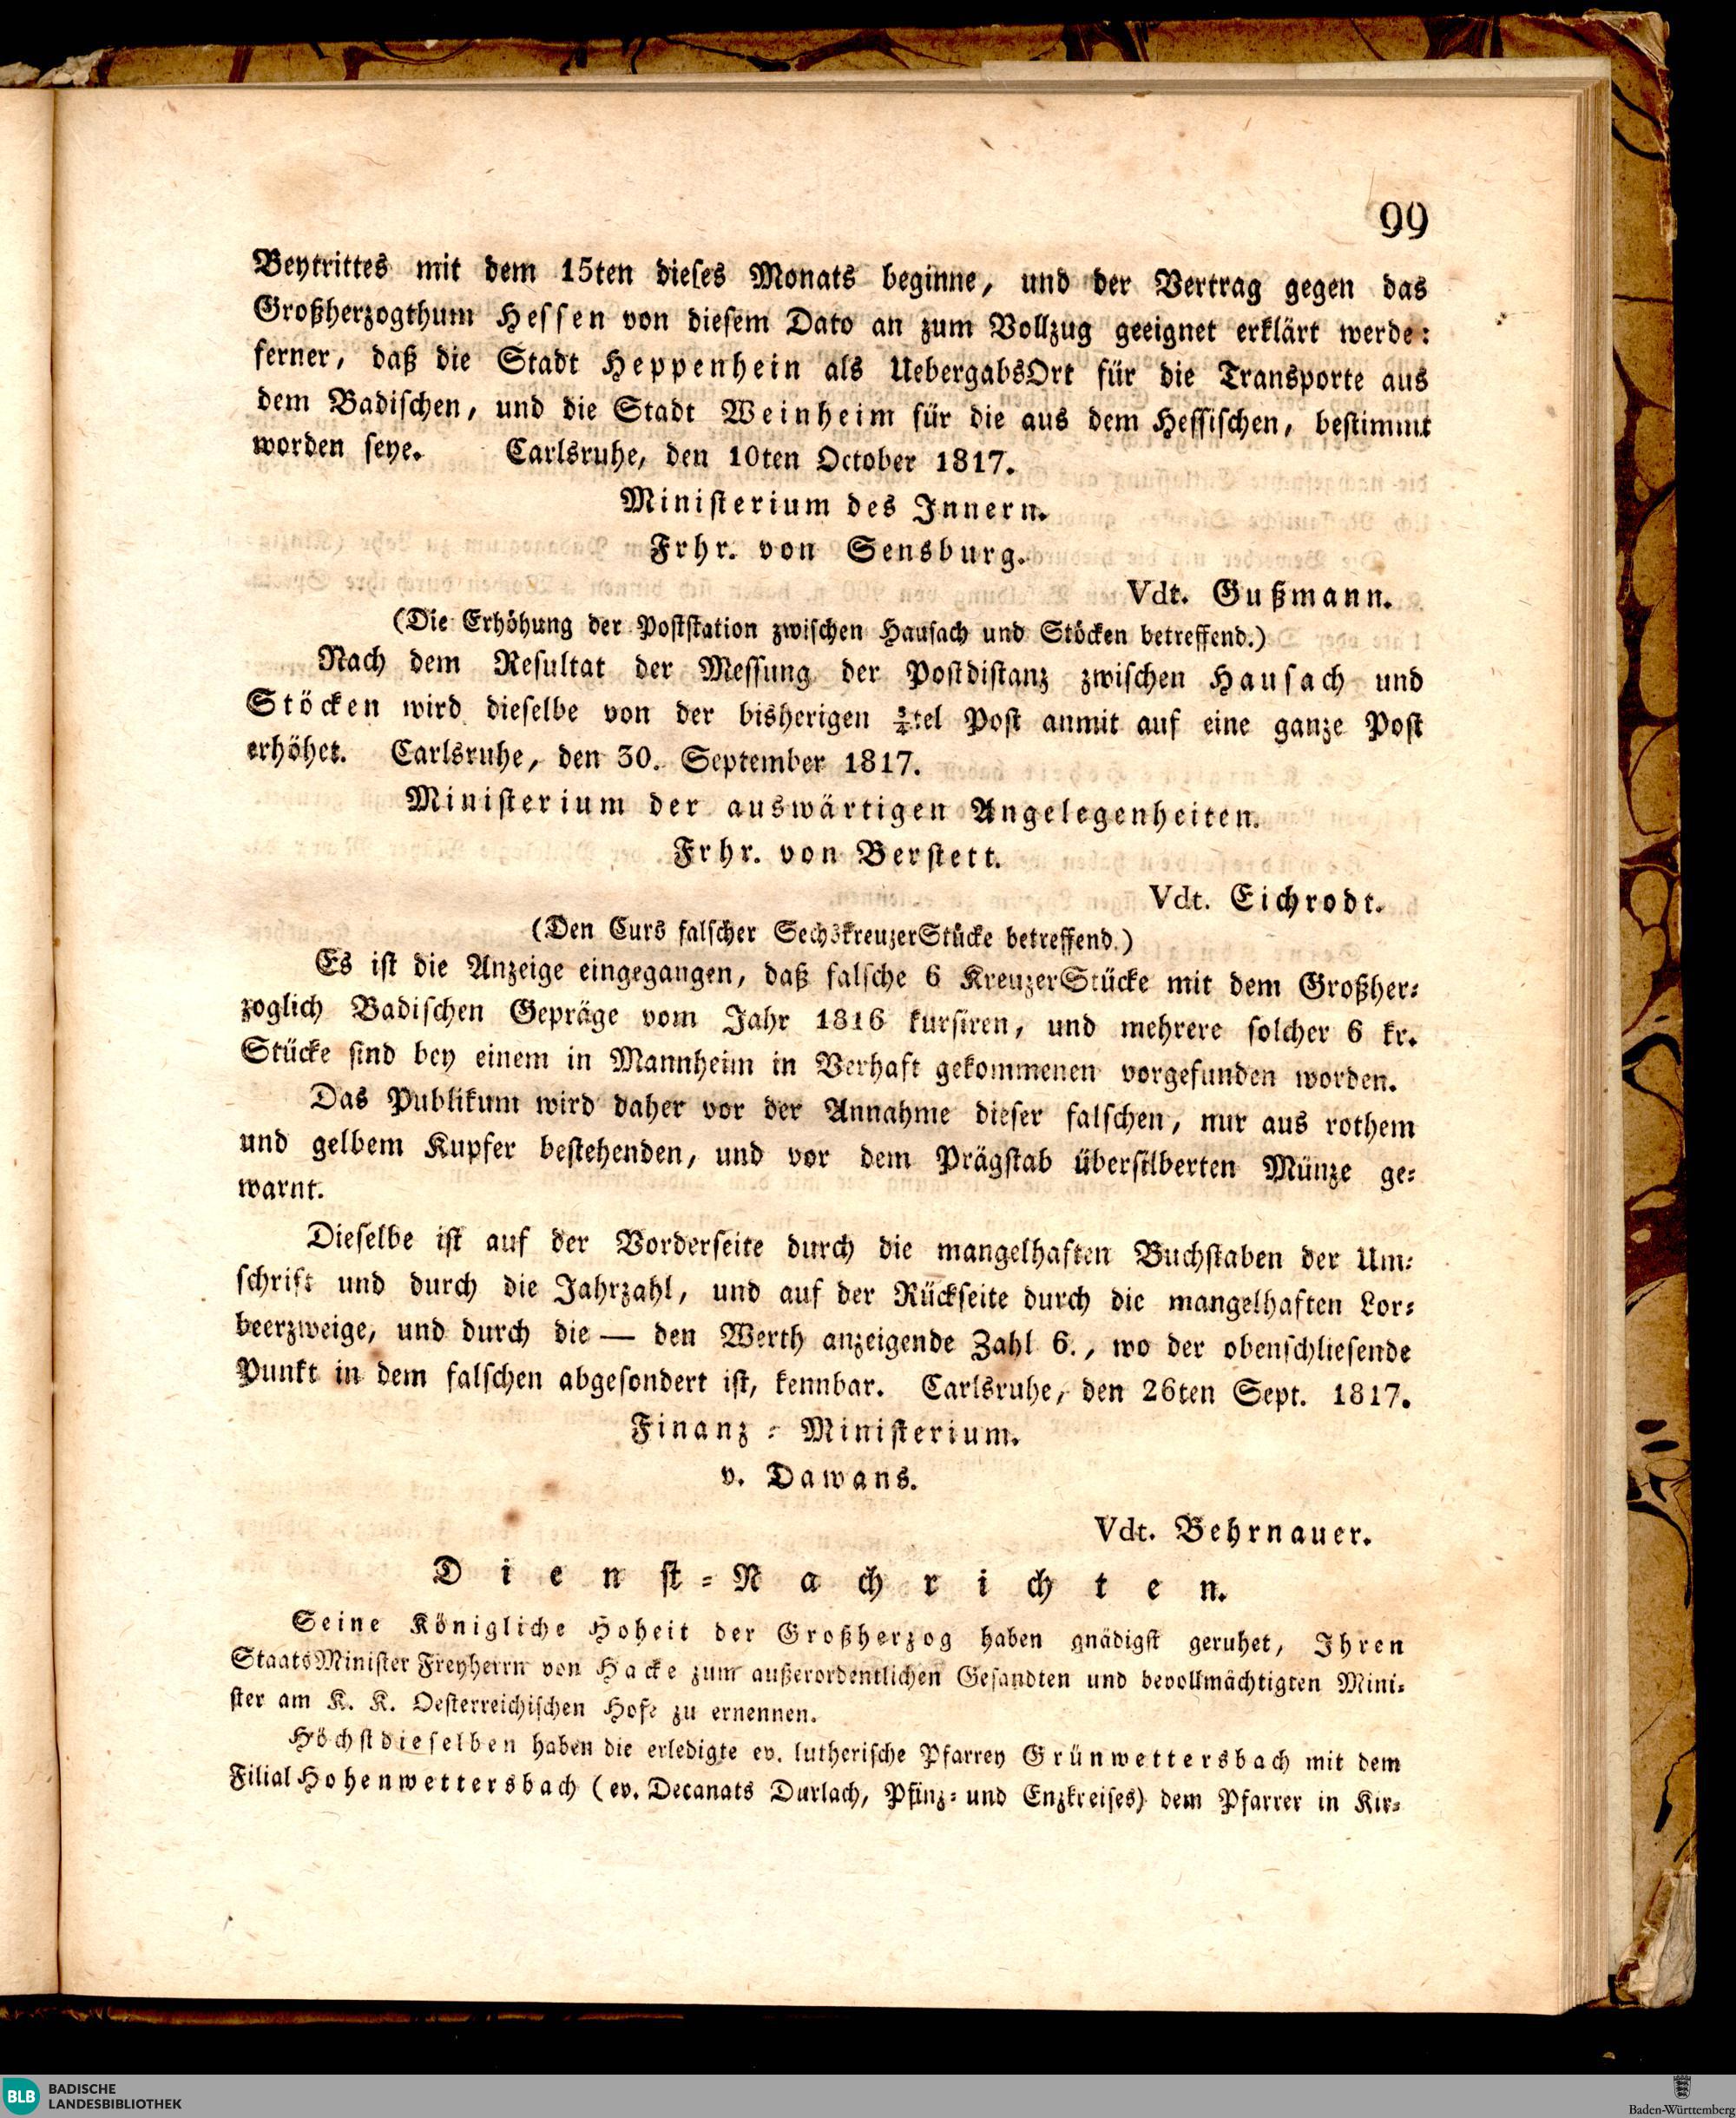 99
Beytrittes mit dem 15ten dieses Monats beginne, und der Vertrag gegen das
Großherzogthum Hessen von diesem Dato an zum Vollzug geeignet erklärt werde:
ferner, daß die Stadt Heppenhein als UebergabsOrt für die Transporte aus
dem Badischen, und die Stadt Weinheim für die aus dem Hessischen, bestimmt
worden seye. Carlsruhe, den 10ten October 1817.
Ministerium des Innern.
Frhr. von Sensburg.
Vdt. Gußmann.
(Die Erhöhung der Poststation zwischen Hausach und Stöcken betreffend.)
Nach dem Resultat der Messung der Postdistanz zwischen Hausach und
Stöcken wird dieselbe von der bisherigen ¾tel Post anmit auf eine ganze Post
erhöhet. Carlsruhe, den 30. September 1817.
Ministerium der auswärtigen Angelegenheiten.
Frhr. von Berstett.
Vdt. Eichrodt.
(Den Curs falscher SechskreuzerStücke betreffend.)
Es ist die Anzeige eingegangen, daß falsche 6 KreuzerStücke mit dem Großher-
zoglich Badischen Gepräge vom Jahr 1816 kursiren, und mehrere solcher 6 kr.
Stücke sind bey einem in Mannheim in Verhaft gekommenen vorgefunden worden.
Das Publikum wird daher vor der Annahme dieser falschen, nur aus rothem
und gelbem Kupfer bestehenden, und vor dem Prägstab übersilberten Münze ge-
warnt.
Dieselbe ist auf der Vorderseite durch die mangelhaften Buchstaben der Um-
schrift und durch die Jahrzahl, und auf der Rückseite durch die mangelhaften Lor-
beerzweige, und durch die — den Werth anzeigende Zahl 6., wo der obenschliesende
Punkt in dem falschen abgesondert ist, kennbar. Carlsruhe, den 26ten Sept. 1817.
Finanz-Ministerium.
v. Dawans.
Vdt. Behrnauer.
Dienst-Nachrichten.
Seine Königliche Hoheit der Großherzog haben gnädigst geruhet, Ihren
StaatsMinister Freyherrn von Hacke zum außerordentlichen Gesandten und bevollmächtigten Mini-
ster am K. K. Oesterreichischen Hofe zu ernennen.
Höchstdieselben haben die erledigte ev. lutherische Pfarrey Grünwettersbach mit dem
Filial Hohenwettersbach (ev. Decanats Durlach, Pfinz- und Enzkreises) dem Pfarrer in Kir-
BLB BADISCHE
LANDESBIBLIOTHEK
Baden-Württemberg